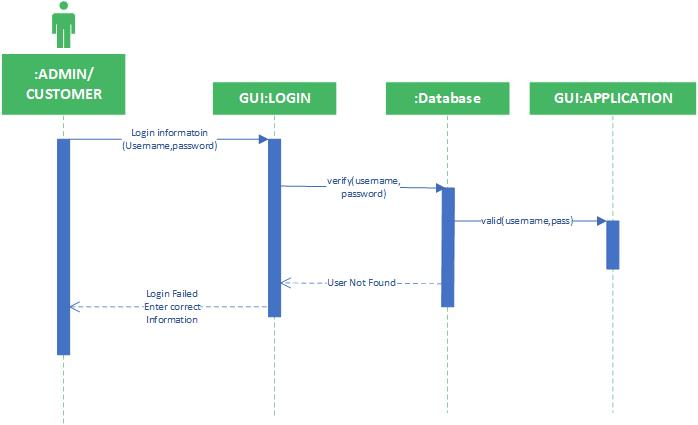 :ADMIN/
CUSTOMER
GUI:LOGIN
:Database
GUI:APPLICATION
Login informatoin
(Username,password)
verify(username,
password)
valid(username,pass)
User Not Found
Login Failed
Enter correct
Information